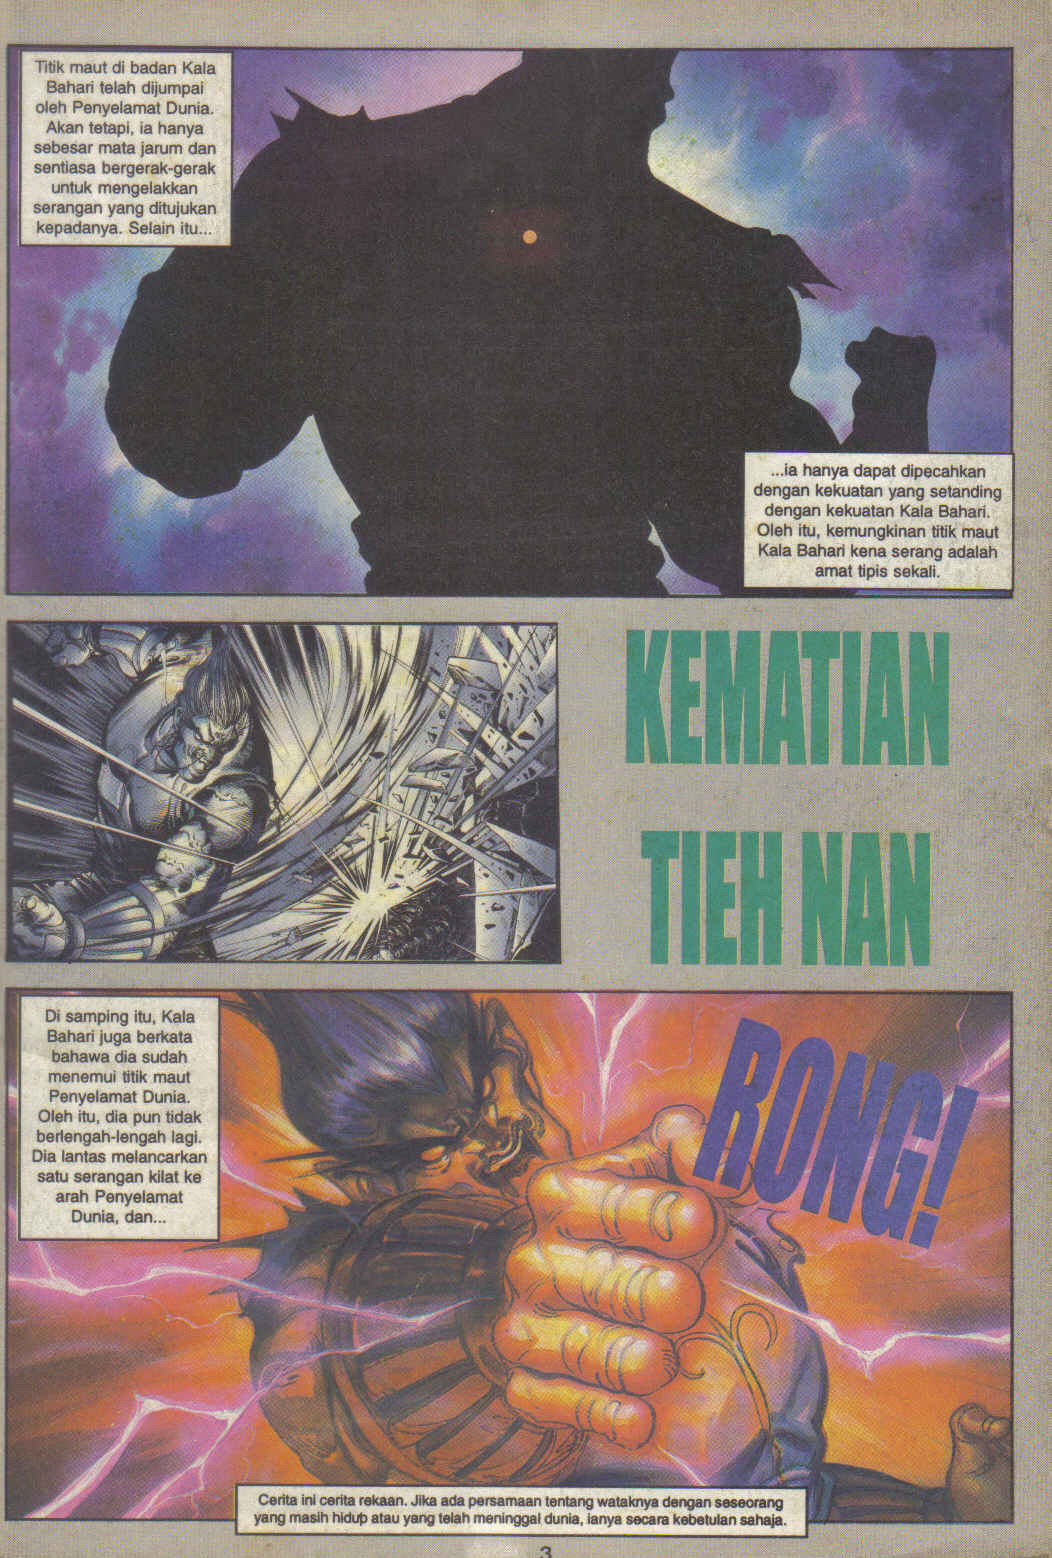 Titik maut di badan Kala
Bahari telah dijumpai
oleh Penyelamat Dunia.
Akan tetapi, ia hanya
sebesar mata jarum dan
sentiasa bergerak-gerak
untuk mengelakkan
serangan yang ditujukan
kepadanya. Selain itu...
...ia hanya dapat dipecahkan
dengan kekuatan yang setanding
dengan kekuatan Kala Bahari.
Oleh itu, kemungkinan titik maut
Kala Bahari kena serang adalah
amat tipis sekali.
KEMATIAN
TIEH NAN
Di samping itu, Kala
Bahari juga berkata
bahawa dia sudah
menemui titik maut
Penyelamat Dunia.
Oleh itu, dia pun tidak
berlengah-lengah lagi.
Dia lantas melancarkan
satu serangan kilat ke
arah Penyelamat
Dunia, dan...
RONG!
Cerita ini cerita rekaan. Jika ada persamaan tentang wataknya dengan seseorang
yang masih hidup atau yang telah meninggal dunia, ianya secara kebetulan sahaja.
3